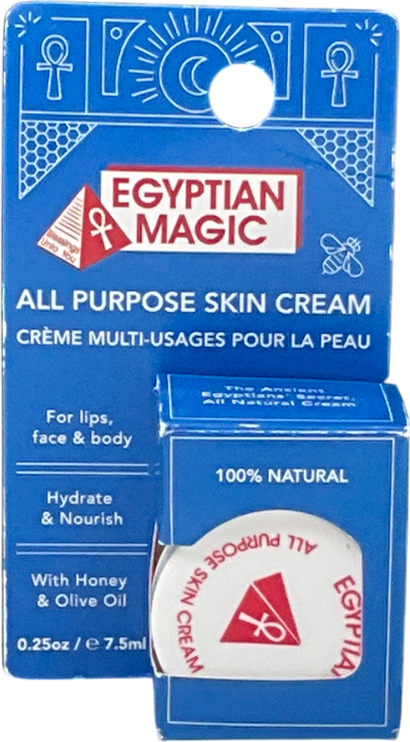 EGYPTIAN
MAGIC
Blessings
Unto You
ALL PURPOSE SKIN CREAM
CRÈME MULTI-USAGES POUR LA PEAU
For lips,
face & body
Hydrate
& Nourish
With Honey
& Olive Oil
0.25oz / ℮ 7.5ml
The Ancient
Egyptians' Secret,
All Natural Cream
100% NATURAL
ALL PURPOSE SKIN CREAM
EGYPTIA